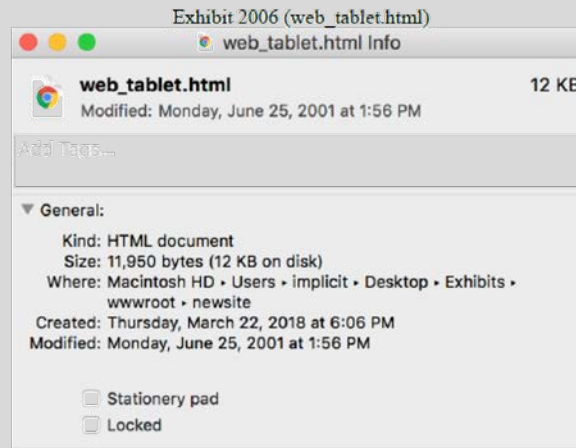 Exhibit 2006 (web_tablet.html)
web_tablet.html Info
web_tablet.html 12 KB
Modified: Monday, June 25, 2001 at 1:56 PM
Add Tags...
General:
Kind: HTML document
Size: 11,950 bytes (12 KB on disk)
Where: Macintosh HD ▸ Users ▸ implicit ▸ Desktop ▸ Exhibits ▸
wwwroot ▸ newsite
Created: Thursday, March 22, 2018 at 6:06 PM
Modified: Monday, June 25, 2001 at 1:56 PM
Stationery pad
Locked